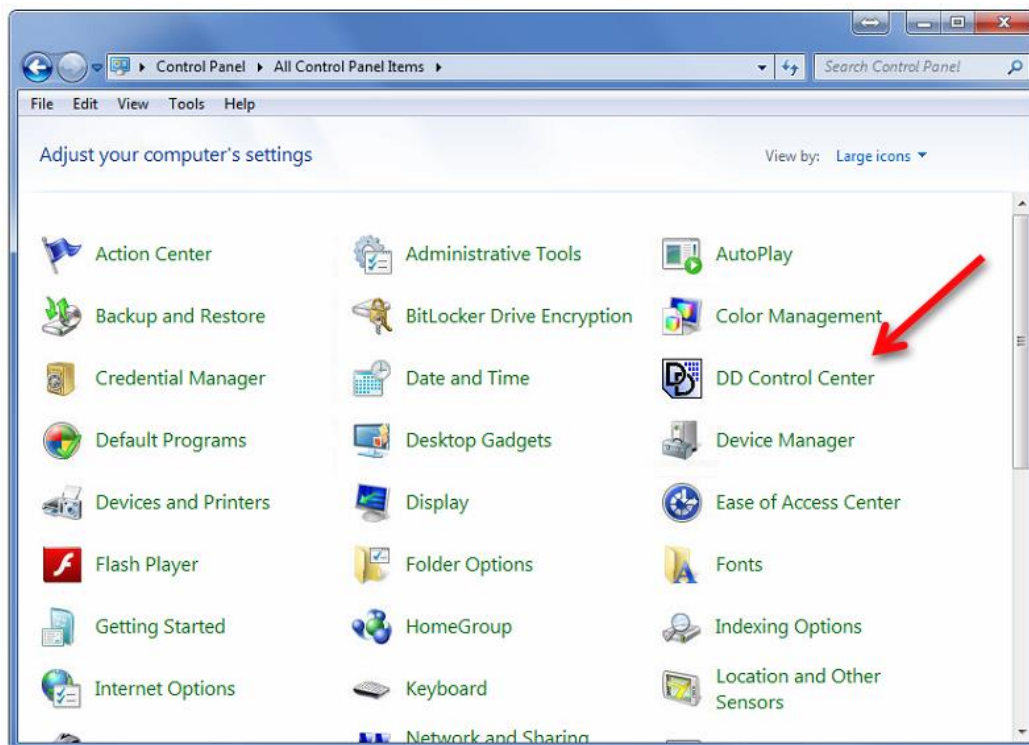 Control Panel ▸ All Control Panel Items ▸
Search Control Panel
File Edit View Tools Help
Adjust your computer's settings
View by: Large icons
Action Center
Administrative Tools
AutoPlay
Backup and Restore
BitLocker Drive Encryption
Color Management
Credential Manager
Date and Time
DD Control Center
Default Programs
Desktop Gadgets
Device Manager
Devices and Printers
Display
Ease of Access Center
Flash Player
Folder Options
Fonts
Getting Started
HomeGroup
Indexing Options
Internet Options
Keyboard
Location and Other
Sensors
Network and Sharing